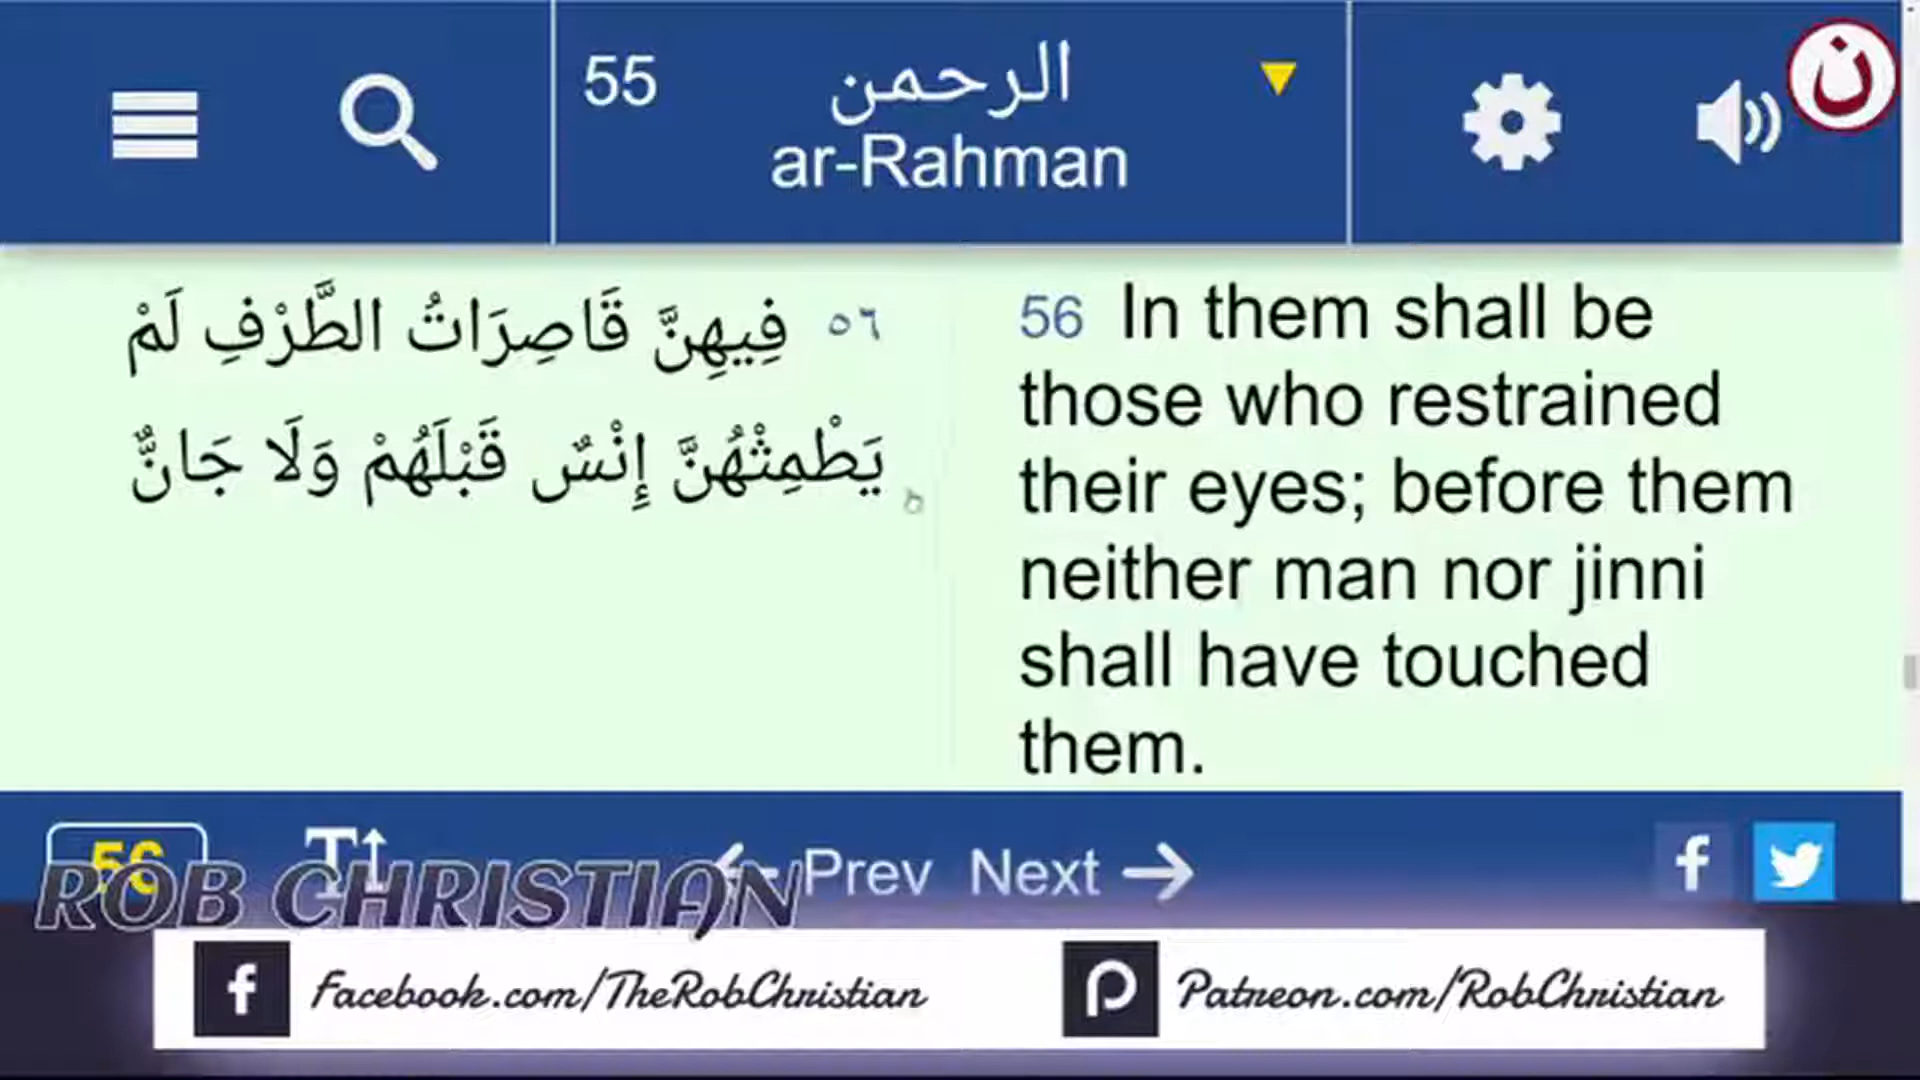 55
الرحمن
ar-Rahman
ن
٥٦ فِيهِنَّ قَاصِرَاتُ الطَّرْفِ لَمْ
يَطْمِثْهُنَّ إِنْسٌ قَبْلَهُمْ وَلَا جَانٌّ
56 In them shall be
those who restrained
their eyes; before them
neither man nor jinni
shall have touched
them.
56
T
← Prev Next →
ROB CHRISTIAN
Facebook.com/TheRobChristian
Patreon.com/RobChristian